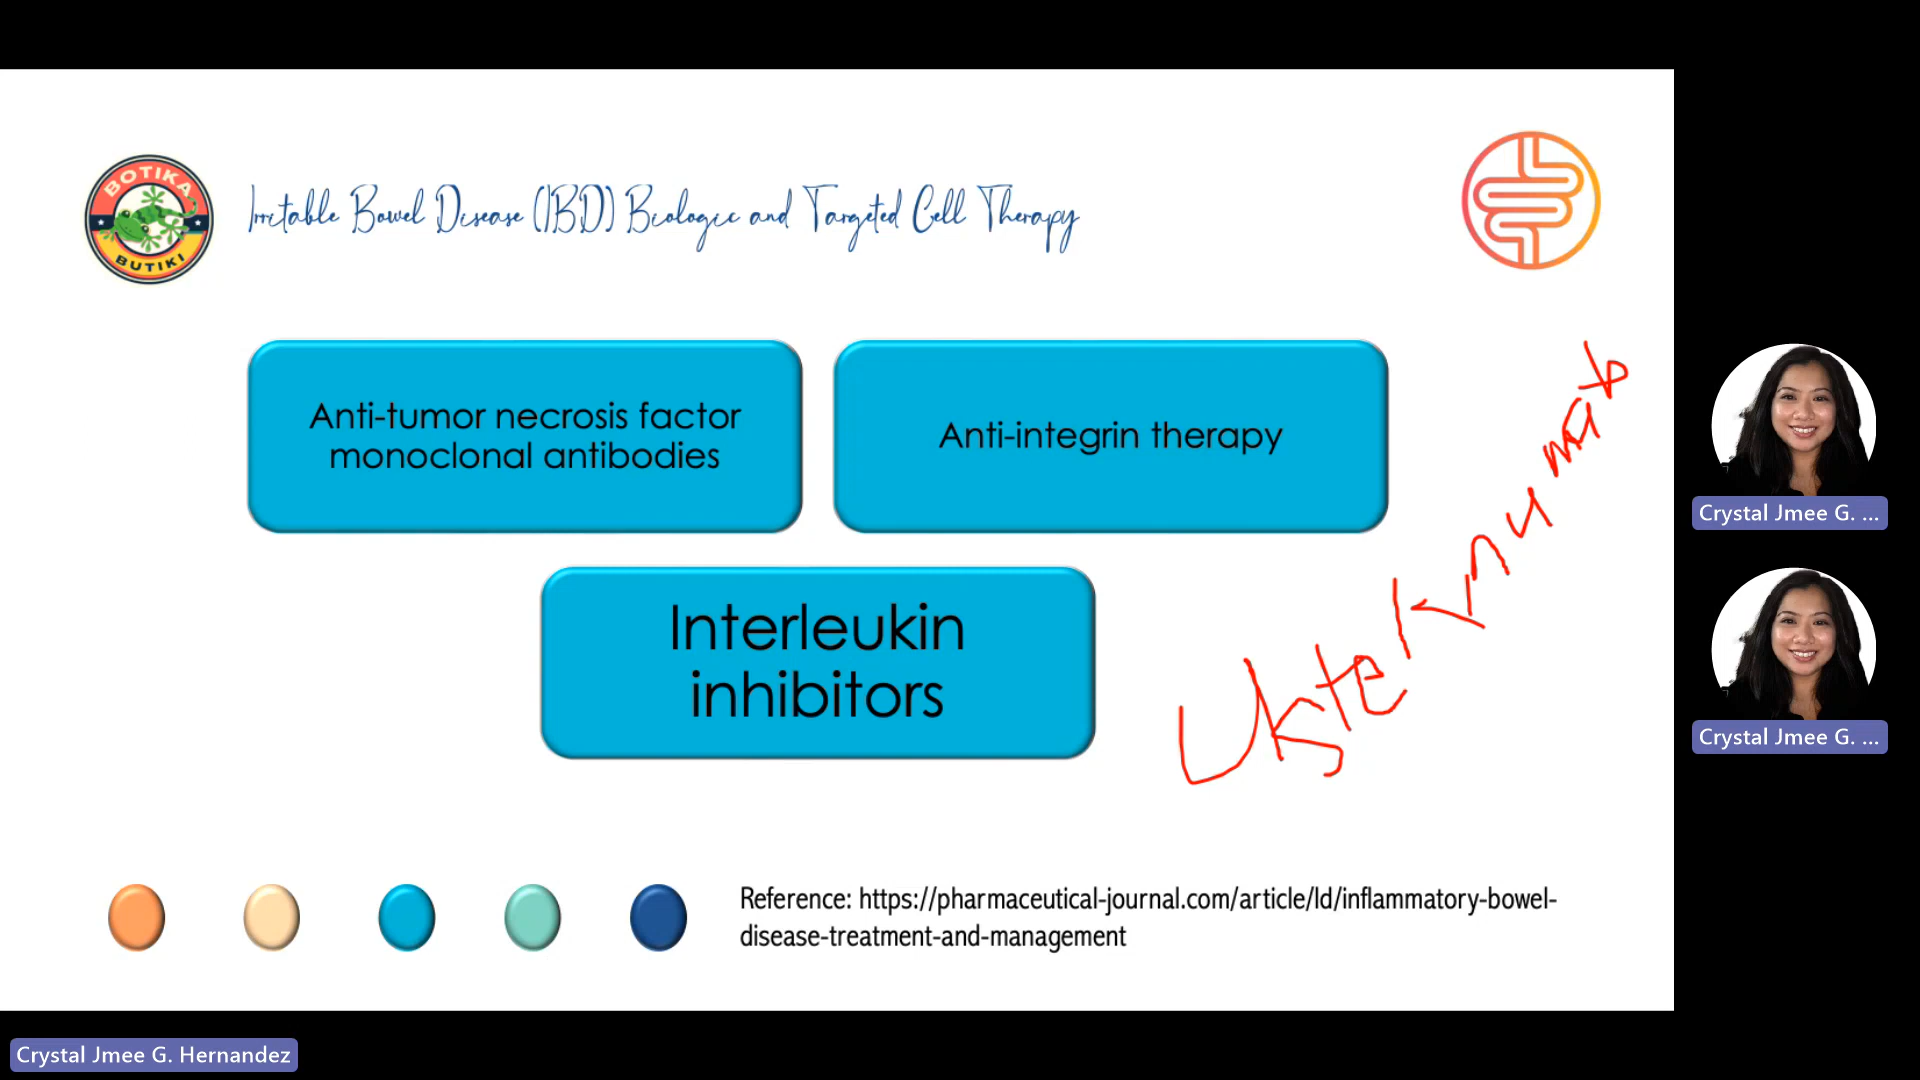 BOTIKA
BUTIKI
Irritable Bowel Disease (IBD) Biologic and Targeted Cell Therapy
Anti-tumor necrosis factor
monoclonal antibodies
Anti-integrin therapy
Interleukin
inhibitors
Ustekinumab
Reference: https://pharmaceutical-journal.com/article/ld/inflammatory-bowel-
disease-treatment-and-management
Crystal Jmee G. ...
Crystal Jmee G. ...
Crystal Jmee G. Hernandez